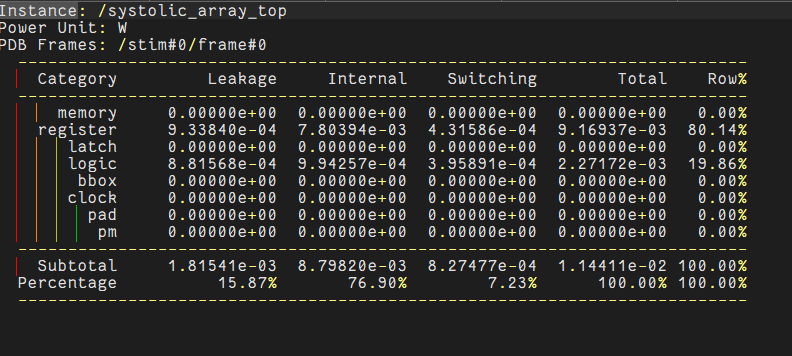 Instance: /systolic_array_top
Power Unit: W
PDB Frames: /stim#0/frame#0
-------------------------------------------------------------------------
Category Leakage Internal Switching Total Row%
-------------------------------------------------------------------------
memory 0.00000e+00 0.00000e+00 0.00000e+00 0.00000e+00 0.00%
register 9.33840e-04 7.80394e-03 4.31586e-04 9.16937e-03 80.14%
latch 0.00000e+00 0.00000e+00 0.00000e+00 0.00000e+00 0.00%
logic 8.81568e-04 9.94257e-04 3.95891e-04 2.27172e-03 19.86%
bbox 0.00000e+00 0.00000e+00 0.00000e+00 0.00000e+00 0.00%
clock 0.00000e+00 0.00000e+00 0.00000e+00 0.00000e+00 0.00%
pad 0.00000e+00 0.00000e+00 0.00000e+00 0.00000e+00 0.00%
pm 0.00000e+00 0.00000e+00 0.00000e+00 0.00000e+00 0.00%
-------------------------------------------------------------------------
Subtotal 1.81541e-03 8.79820e-03 8.27477e-04 1.14411e-02 100.00%
Percentage 15.87% 76.90% 7.23% 100.00% 100.00%
-------------------------------------------------------------------------